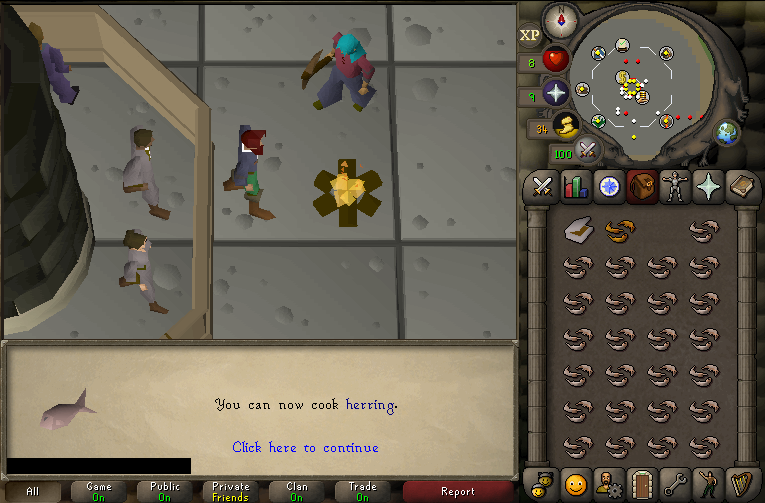 XP
N
8
9
34
100
You can now cook herring.
Click here to continue
All
Game
On
Public
On
Private
Friends
Clan
On
Trade
On
Report